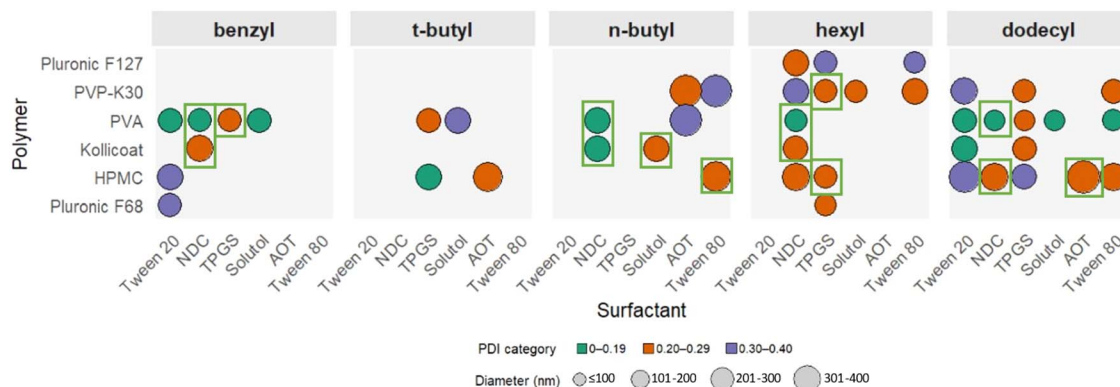 benzyl t-butyl n-butyl hexyl dodecyl
Polymer
Pluronic F127
PVP-K30
PVA
Kollicoat
HPMC
Pluronic F68
Tween 20 NDC TPGS Solutol AOT Tween 80 Tween 20 NDC TPGS Solutol AOT Tween 80 Tween 20 NDC TPGS Solutol AOT Tween 80 Tween 20 NDC TPGS Solutol AOT Tween 80 Tween 20 NDC TPGS Solutol AOT Tween 80
Surfactant
PDI category 0–0.19 0.20–0.29 0.30–0.40
Diameter (nm) ≤100 101-200 201-300 301-400